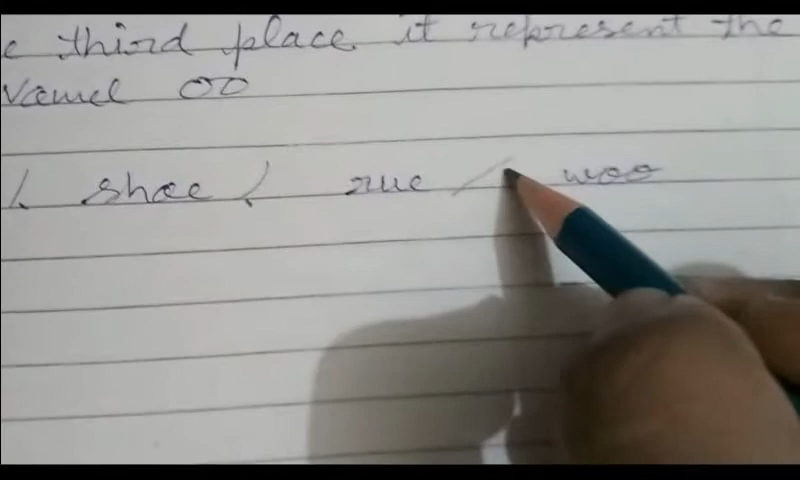 e third place it represent the
vowel oo
shoe rue woo